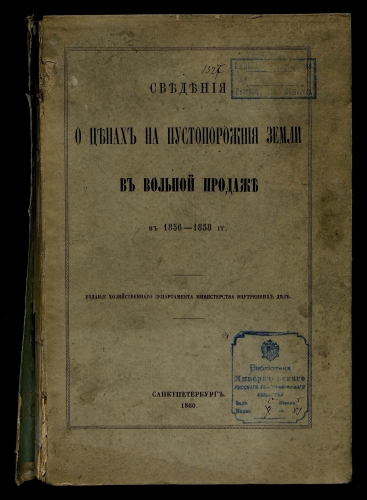 1327
СВѢДѢНІЯ
О ЦѢНАХЪ НА ПУСТОПОРОЖНІЯ ЗЕМЛИ
ВЪ ВОЛЬНОЙ ПРОДАЖѢ
ВЪ 1856—1858 ГГ.
ИЗДАНІЕ ХОЗЯЙСТВЕННАГО ДЕПАРТАМЕНТА МИНИСТЕРСТВА ВНУТРЕННИХЪ ДѢЛЪ.
Библіотека
Императорскаго
САНКТПЕТЕРБУРГЪ.
1860.